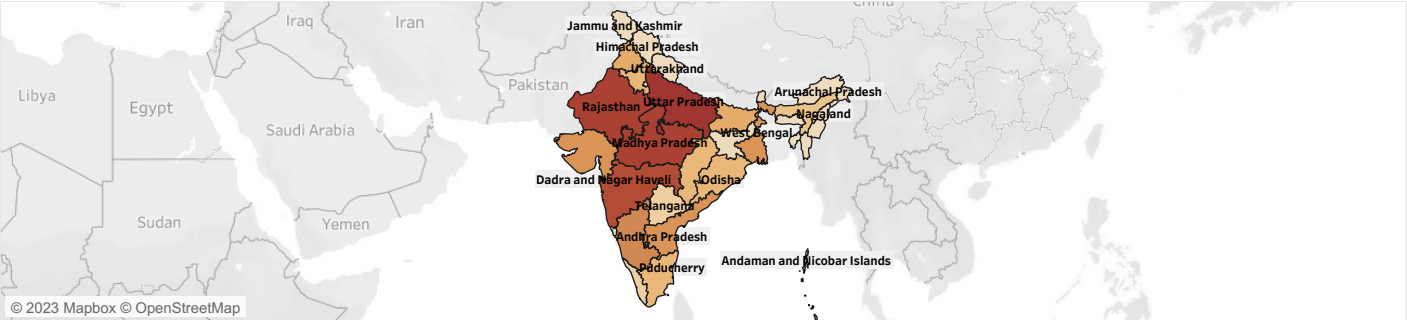 China
Jammu and Kashmir
Iraq
Iran
Himachal Pradesh
Uttarakhand
Pakistan
Libya
Egypt
Arunachal Pradesh
Rajasthan
Uttar Pradesh
Nagaland
Saudi Arabia
West Bengal
Madhya Pradesh
Dadra and Nagar Haveli
Odisha
Telangana
Sudan
Yemen
Andhra Pradesh
Andaman and Nicobar Islands
Puducherry
© 2023 Mapbox © OpenStreetMap